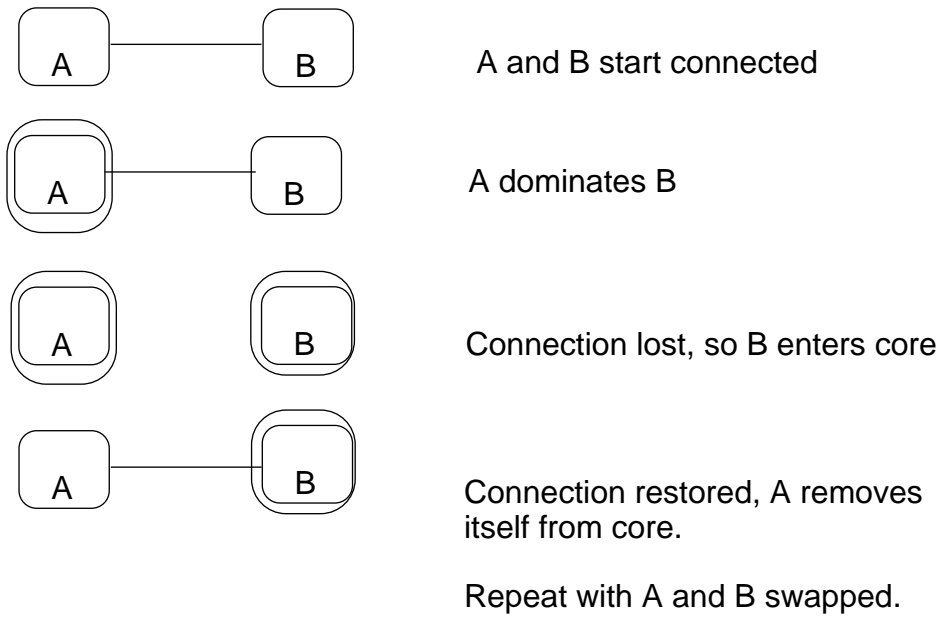 A B A and B start connected
A B A dominates B
A B Connection lost, so B enters core
A B Connection restored, A removes
itself from core.
Repeat with A and B swapped.